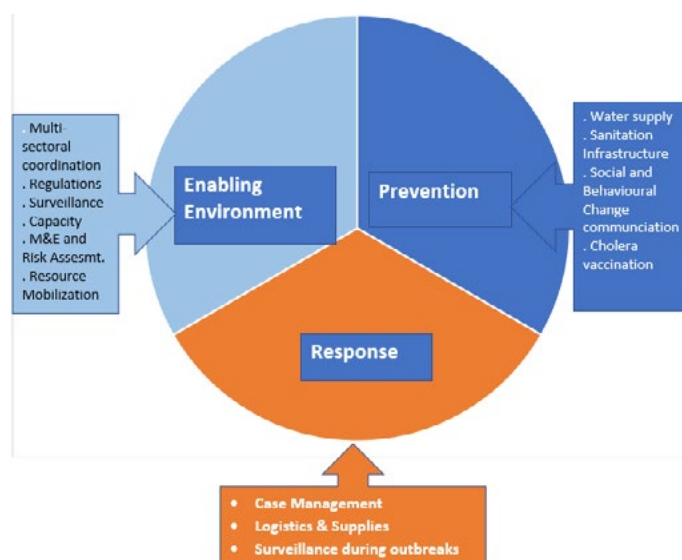 . Multi-
sectoral
coordination
. Regulations
. Surveillance
. Capacity
. M&E and
Risk Assesmt.
. Resource
Mobilization
Enabling
Environment
Prevention
. Water supply
. Sanitation
Infrastructure
. Social and
Behavioural
Change
communciation
. Cholera
vaccination
Response
• Case Management
• Logistics & Supplies
• Surveillance during outbreaks